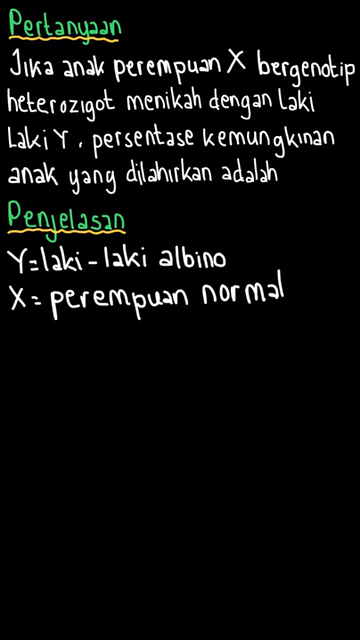 Pertanyaan
Jika anak perempuan X bergenotip
heterozigot menikah dengan laki
Laki Y, persentase kemungkinan
anak yang dilahirkan adalah
Penjelasan
Y=laki-laki albino
X= perempuan normal